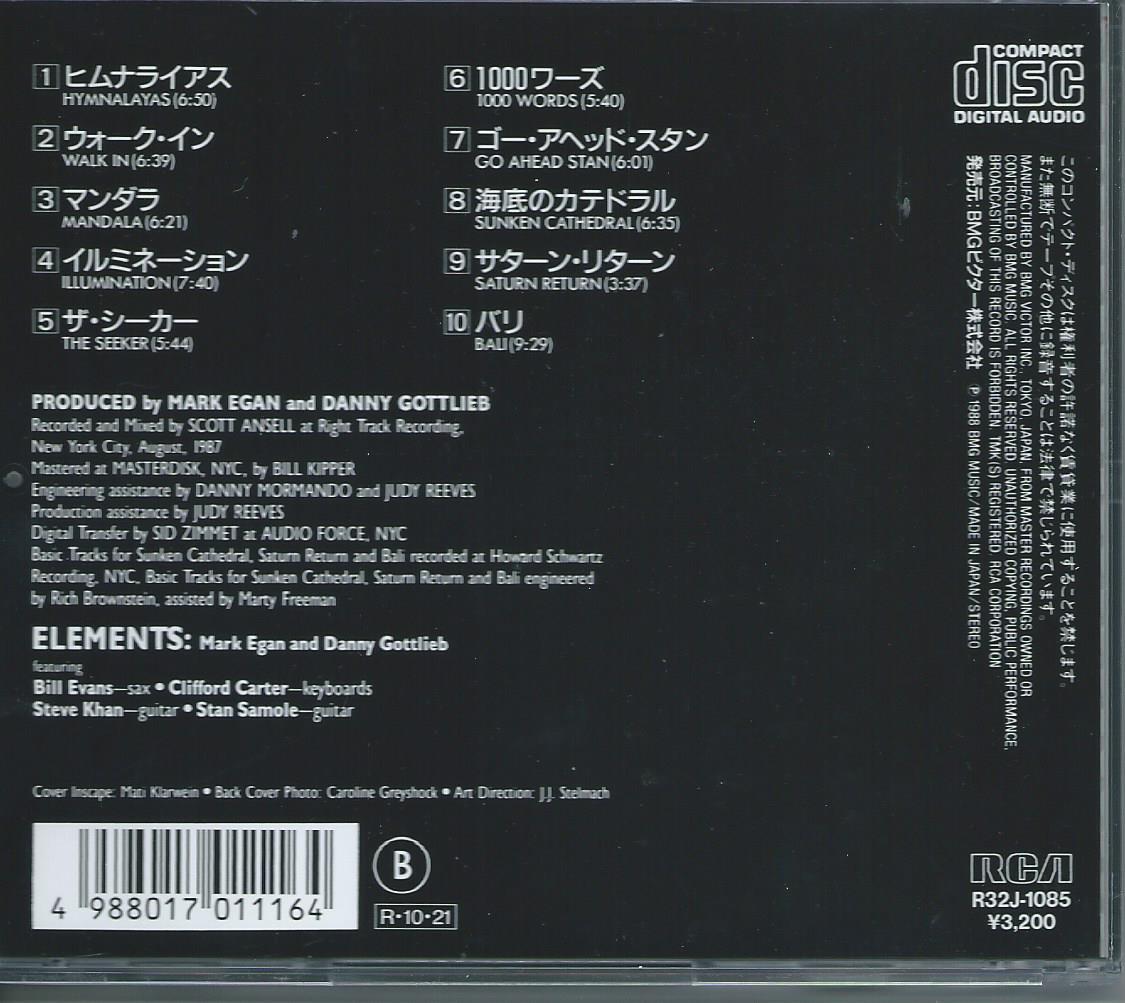 1 ヒムナライアス
HYMNALAYAS (6:50)
2 ウォーク・イン
WALK IN (6:39)
3 マンダラ
MANDALA (6:21)
4 イルミネーション
ILLUMINATION (7:40)
5 ザ・シーカー
THE SEEKER (5:44)
6 1000ワーズ
1000 WORDS (5:40)
7 ゴー・アヘッド・スタン
GO AHEAD STAN (6:01)
8 海底のカテドラル
SUNKEN CATHEDRAL (6:35)
9 サターン・リターン
SATURN RETURN (3:37)
10 バリ
BALI (9:29)
PRODUCED by MARK EGAN and DANNY GOTTLIEB
Recorded and Mixed by SCOTT ANSELL at Right Track Recording,
New York City, August, 1987
Mastered at MASTERDISK, NYC, by BILL KIPPER
Engineering assistance by DANNY MORMANDO and JUDY REEVES
Production assistance by JUDY REEVES
Digital Transfer by SID ZIMMET at AUDIO FORCE, NYC
Basic Tracks for Sunken Cathedral, Saturn Return and Bali recorded at Howard Schwartz
Recording, NYC, Basic Tracks for Sunken Cathedral, Saturn Return and Bali engineered
by Rich Brownstein, assisted by Marty Freeman
ELEMENTS: Mark Egan and Danny Gottlieb
featuring
Bill Evans—sax • Clifford Carter—keyboards
Steve Khan—guitar • Stan Samole—guitar
Cover Inscape: Mati Klarwein • Back Cover Photo: Caroline Greyshock • Art Direction: J.J. Stelmach
4 988017 011164
B
R・10・21
COMPACT
disc
DIGITAL AUDIO
このコンパクト・ディスクは権利者の許諾なく賃貸業に使用することを禁じます。
また無断でテープその他に録音することは法律で禁じられています。
MANUFACTURED BY BMG VICTOR INC., TOKYO, JAPAN. FROM MASTER RECORDINGS OWNED OR
CONTROLLED BY BMG MUSIC. ALL RIGHTS RESERVED. UNAUTHORIZED COPYING, PUBLIC PERFORMANCE,
BROADCASTING OF THIS RECORD IS FORBIDDEN. TMK(S) REGISTERED. RCA CORPORATION
発売元:BMGビクター株式会社 ℗ 1988 BMG MUSIC/MADE IN JAPAN/STEREO
RCA
R32J-1085
¥3,200